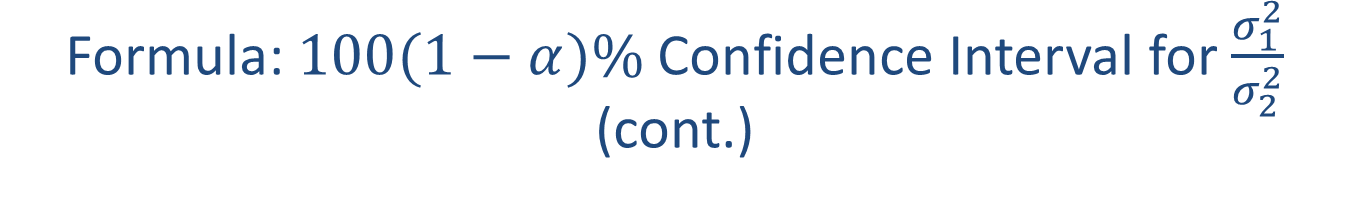 Formula: 100(1 − α)% Confidence Interval for σ₁²/σ₂²
(cont.)